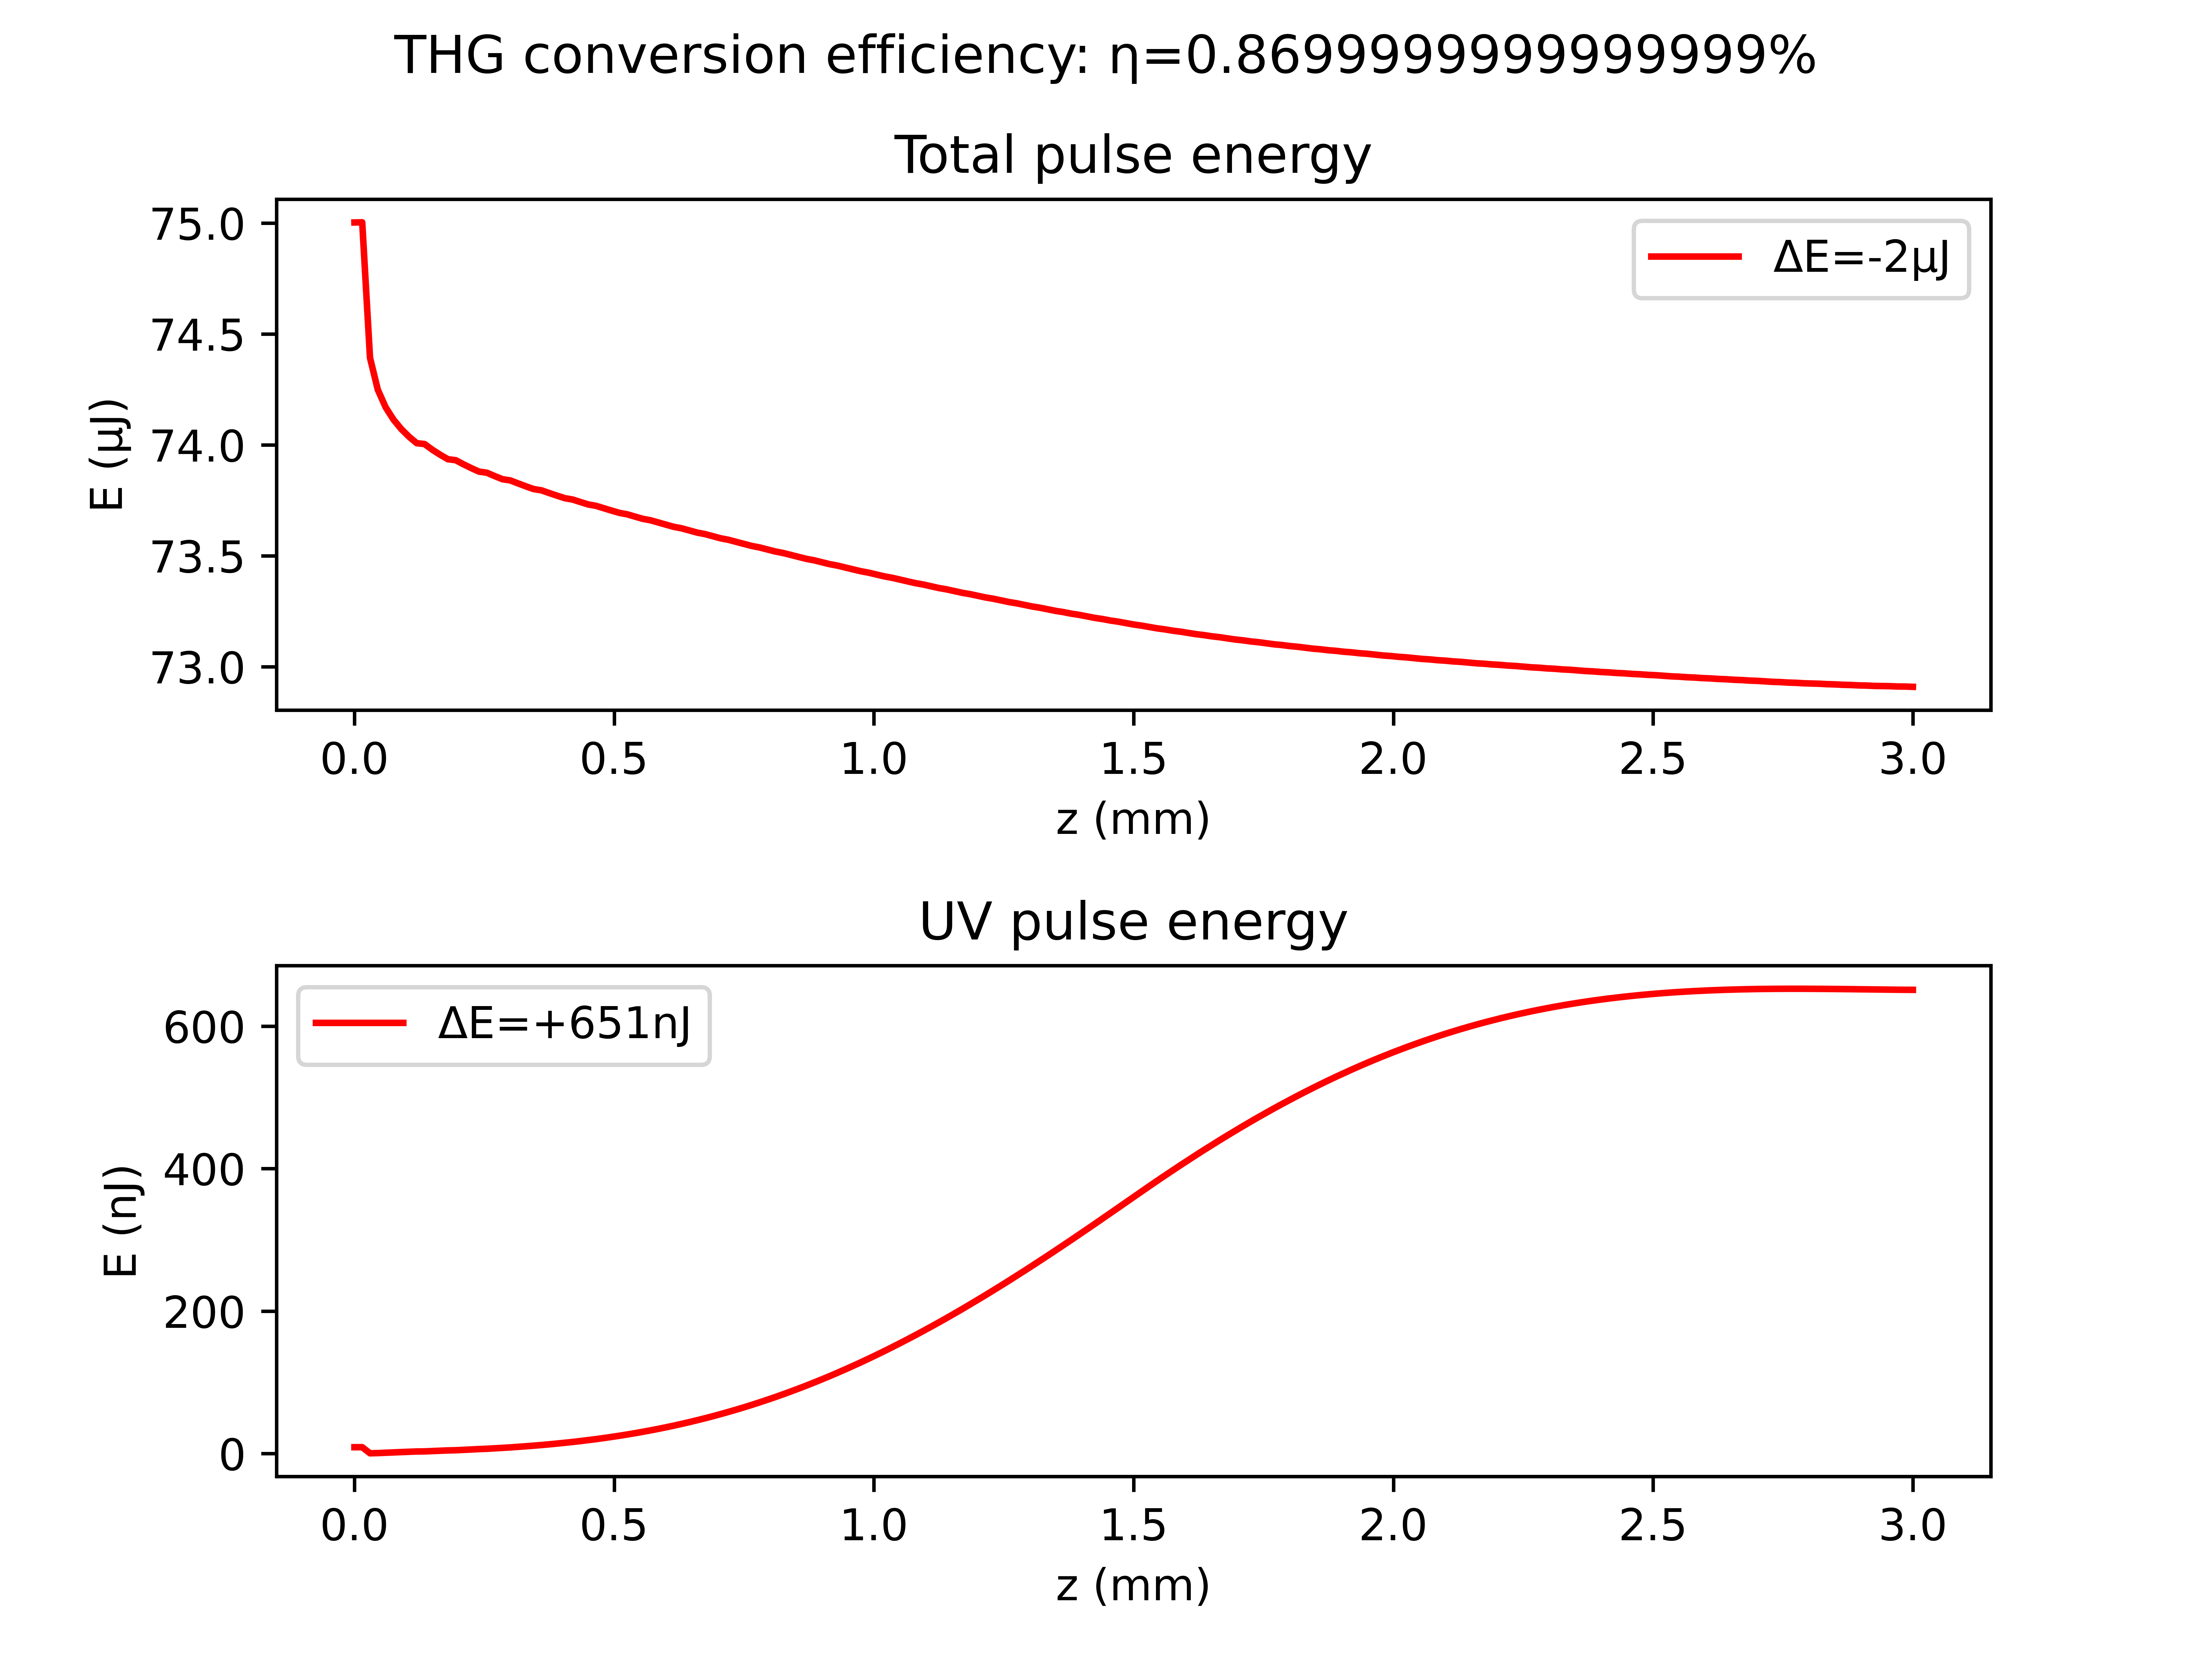 THG conversion efficiency: η=0.8699999999999999%
Total pulse energy
75.0
74.5
74.0
73.5
73.0
E (μJ)
ΔE=-2μJ
0.0 0.5 1.0 1.5 2.0 2.5 3.0
z (mm)
UV pulse energy
600
400
200
0
E (nJ)
ΔE=+651nJ
0.0 0.5 1.0 1.5 2.0 2.5 3.0
z (mm)